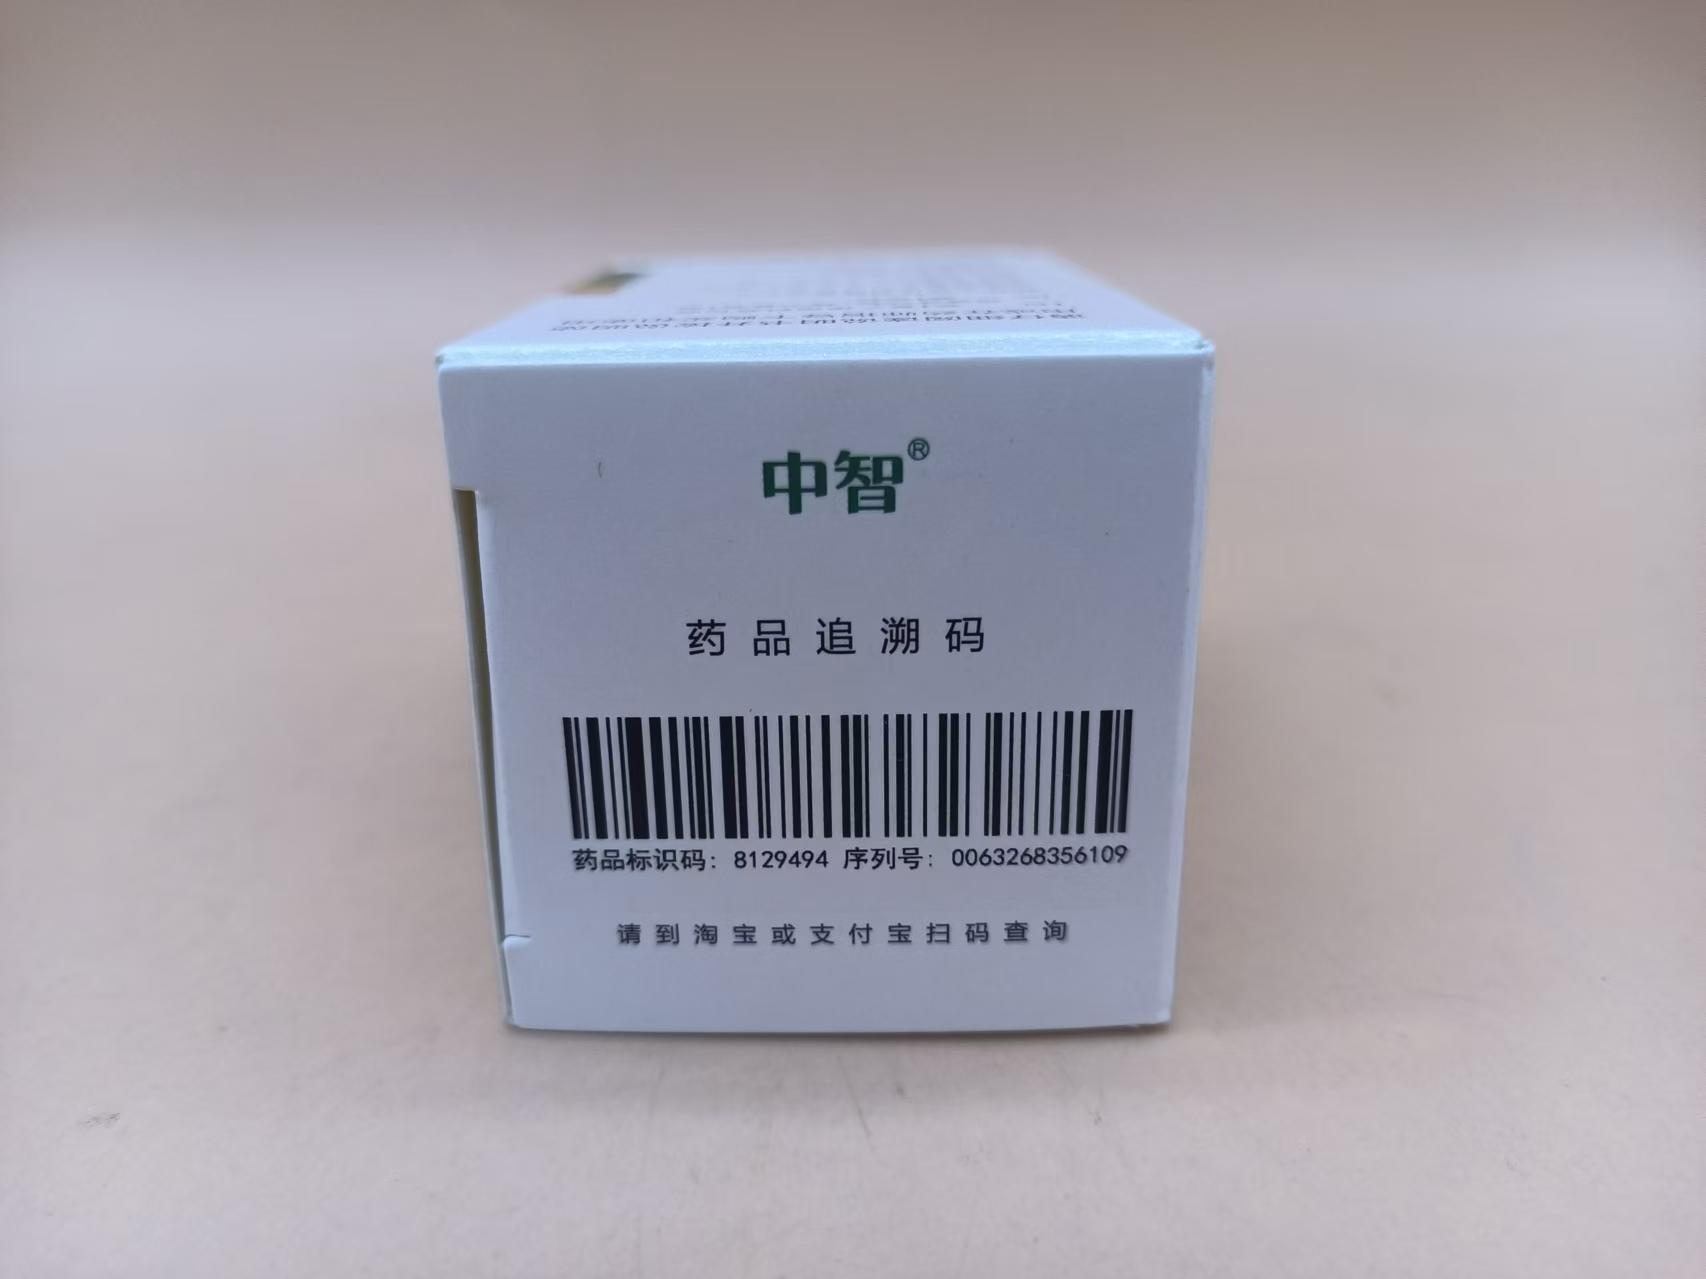 中智®
药品追溯码
药品标识码：8129494 序列号：0063268356109
请到淘宝或支付宝扫码查询